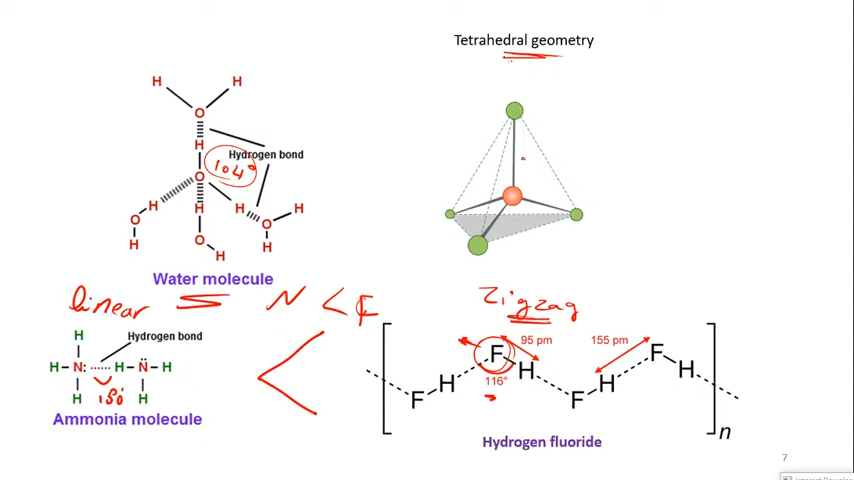 Tetrahedral geometry
H H
O
H
Hydrogen bond
104°
O
H H H H
O O
H O H
H
Water molecule
linear N < F
Zigzag
H Hydrogen bond
H N: H N H
H H
180
Ammonia molecule
F 95 pm 155 pm F
H H H
116°
H
F F
n
Hydrogen fluoride
7